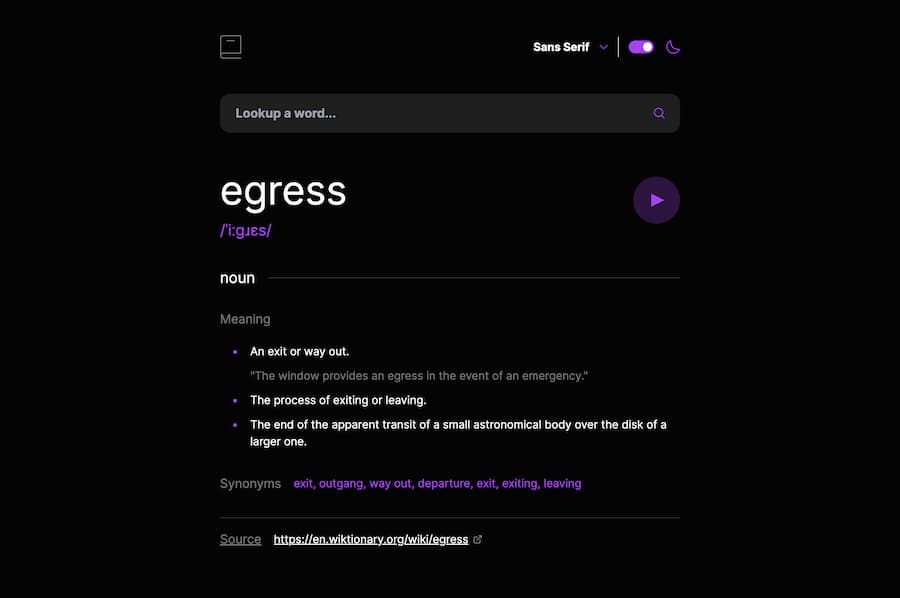 Sans Serif
Lookup a word...
egress
/ˈiːɡɹɛs/
noun
Meaning
An exit or way out.
"The window provides an egress in the event of an emergency."
The process of exiting or leaving.
The end of the apparent transit of a small astronomical body over the disk of a
larger one.
Synonyms exit, outgang, way out, departure, exit, exiting, leaving
Source https://en.wiktionary.org/wiki/egress